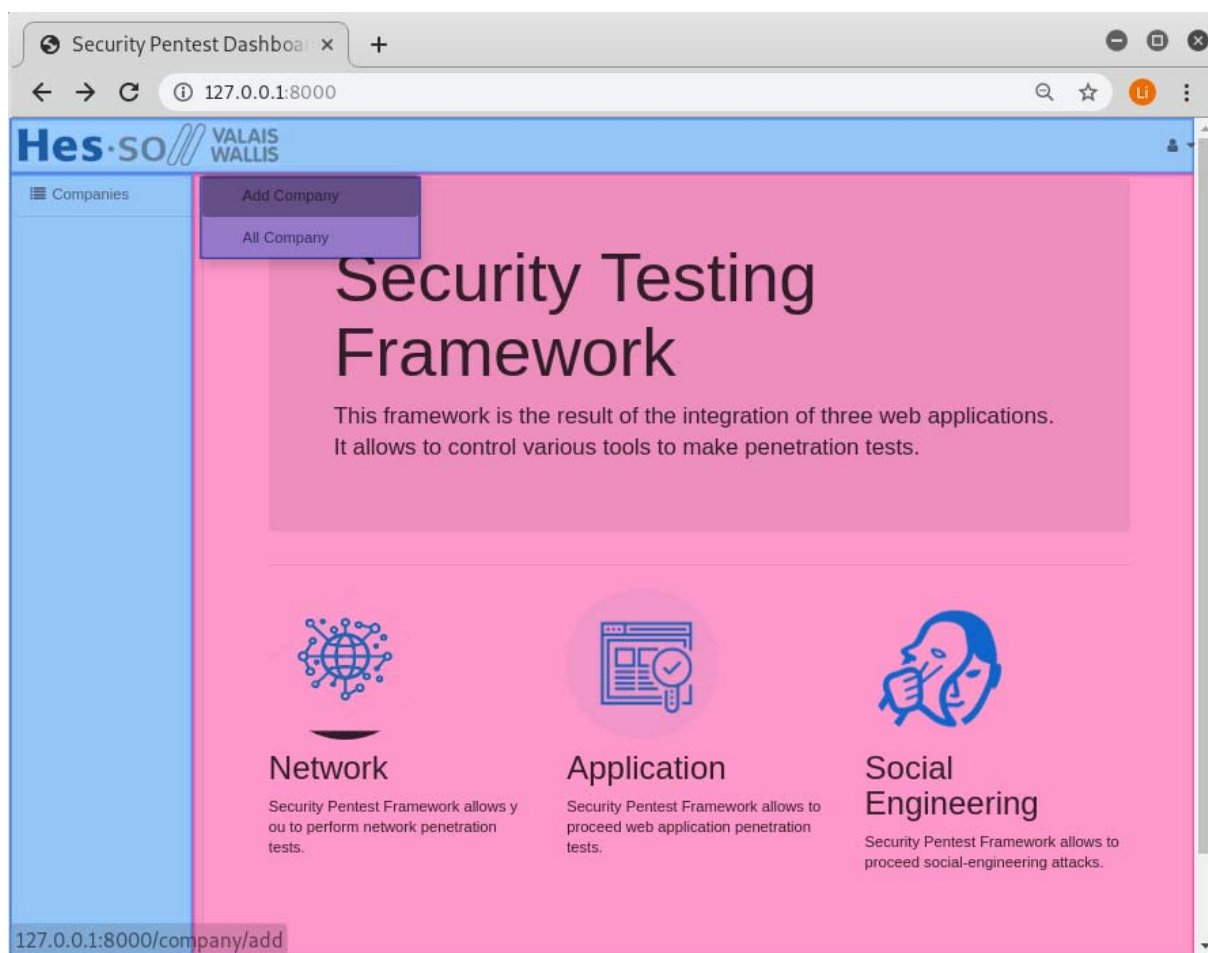 Security Pentest Dashboa
127.0.0.1:8000
Li
Hes·so VALAIS
WALLIS
Companies
Add Company
All Company
Security Testing
Framework
This framework is the result of the integration of three web applications.
It allows to control various tools to make penetration tests.
Network
Security Pentest Framework allows y
ou to perform network penetration
tests.
Application
Security Pentest Framework allows to
proceed web application penetration
tests.
Social
Engineering
Security Pentest Framework allows to
proceed social-engineering attacks.
127.0.0.1:8000/company/add